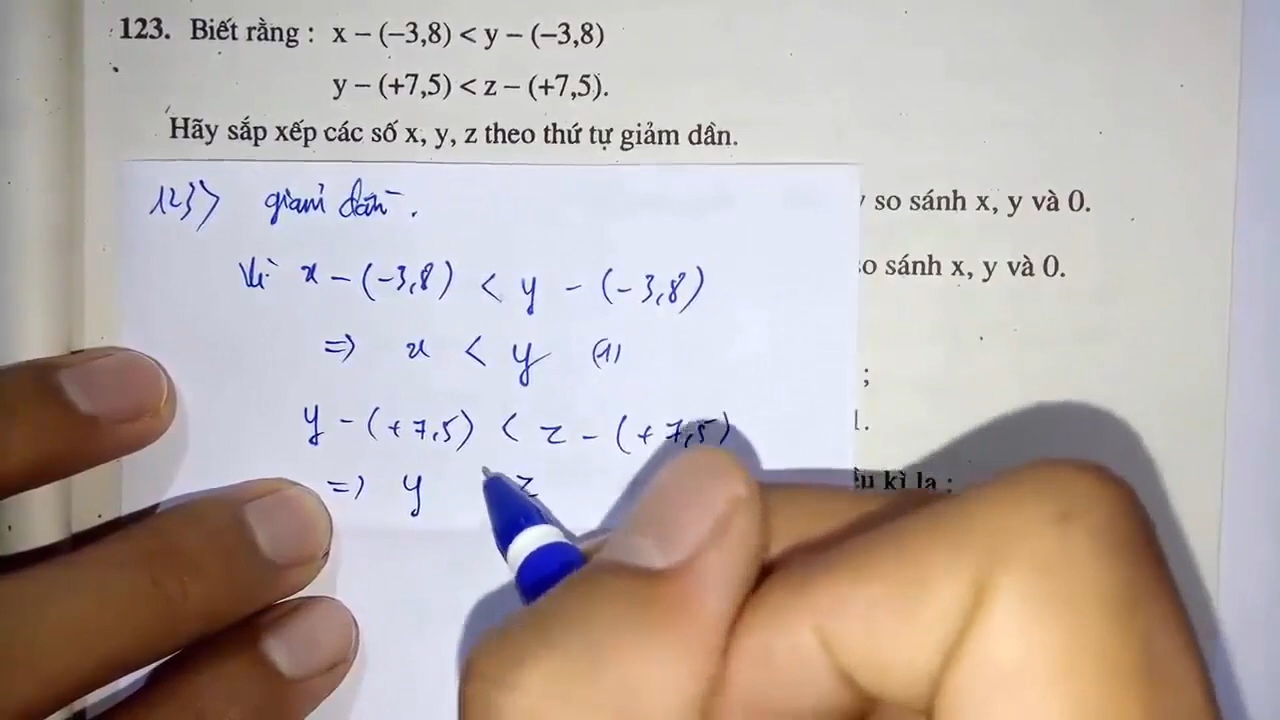 123. Biết rằng : x – (–3,8) < y – (–3,8)
y – (+7,5) < z – (+7,5).
Hãy sắp xếp các số x, y, z theo thứ tự giảm dần.
123> giảm dần.
so sánh x, y và 0.
Vì x - (-3,8) < y - (-3,8)
so sánh x, y và 0.
=> x < y (1)
;
y - (+7,5) < z - (+7,5)
=> y z
kì lạ :